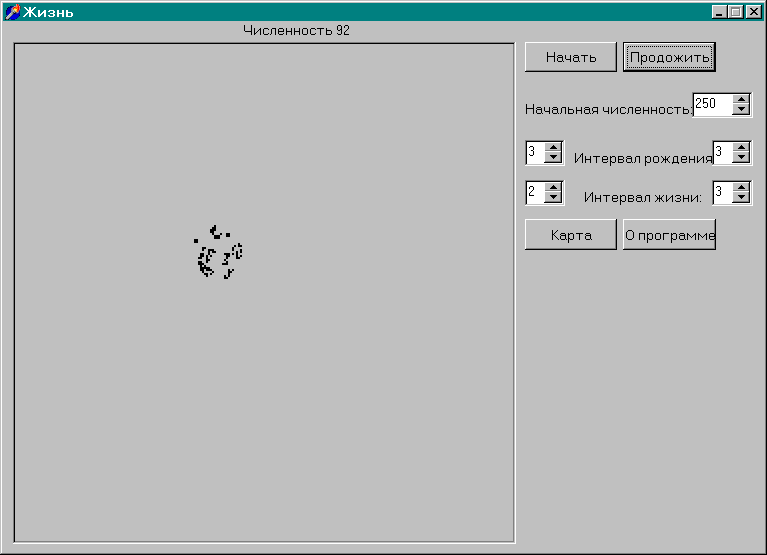 Жизнь
Численность 92
Начать
Продожить
Начальная численность:
250
3
Интервал рождения
3
2
Интервал жизни:
3
Карта
О программе